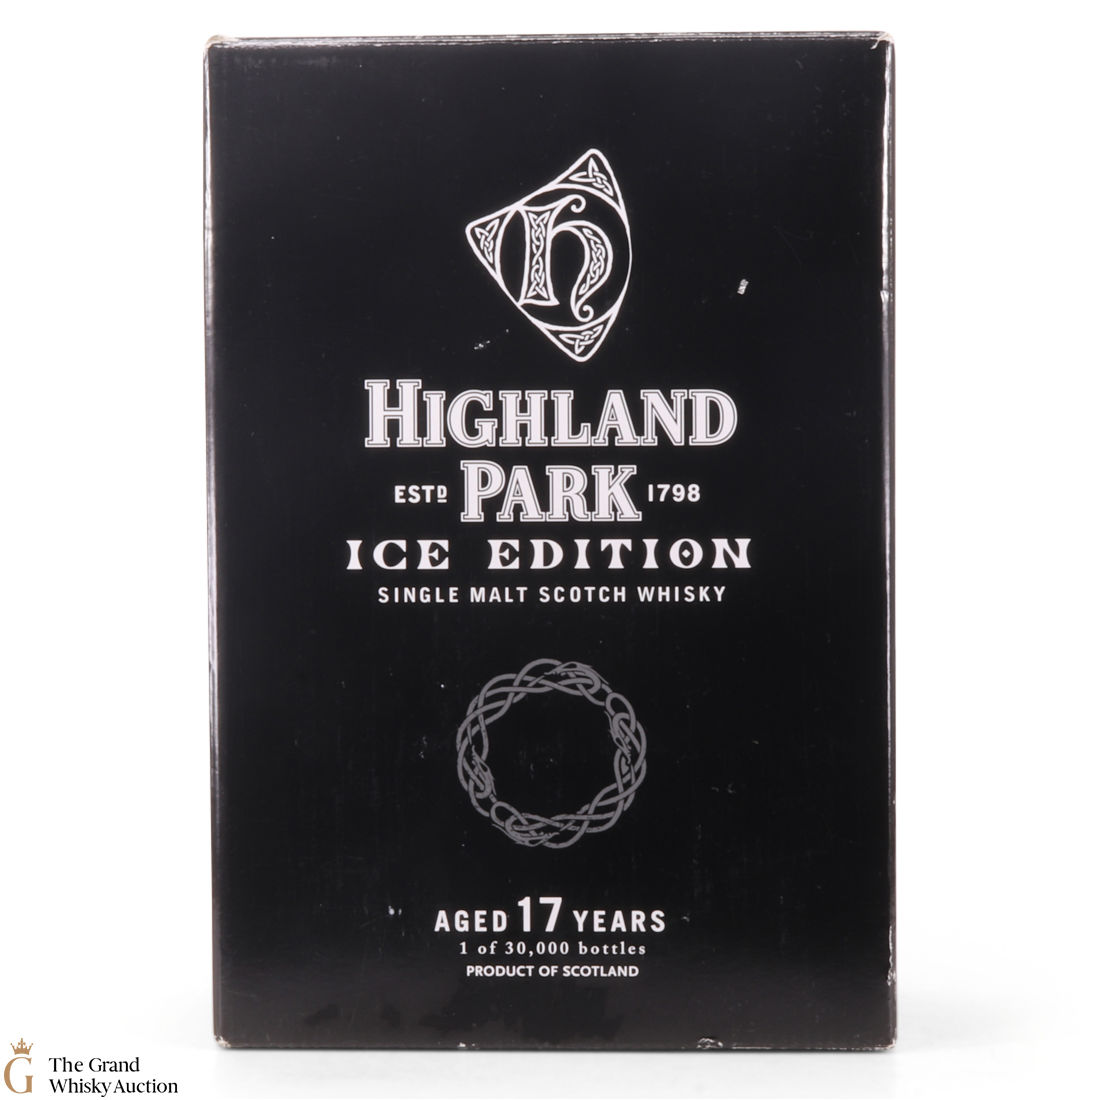 h
HIGHLAND
ESTD PARK 1798
ICE EDITION
SINGLE MALT SCOTCH WHISKY
AGED 17 YEARS
1 of 30,000 bottles
PRODUCT OF SCOTLAND
G The Grand
Whisky Auction